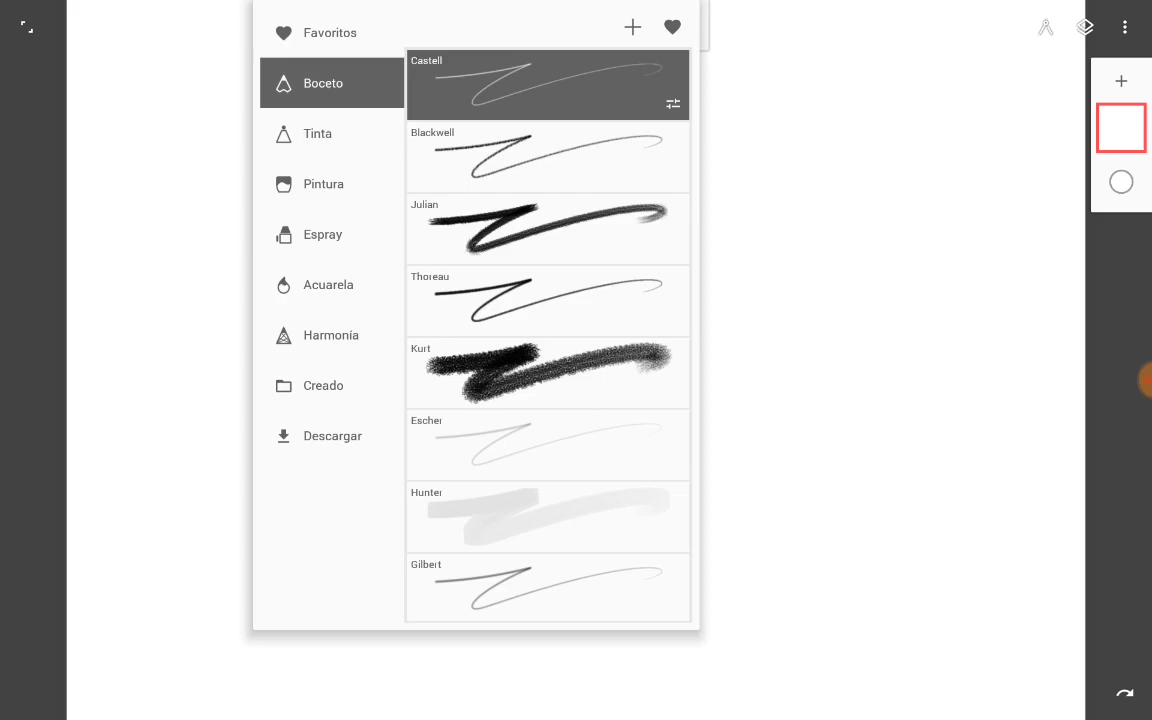 Favoritos
Boceto
Tinta
Pintura
Espray
Acuarela
Harmonía
Creado
Descargar
Castell
Blackwell
Julian
Thoreau
Kurt
Escher
Hunter
Gilbert